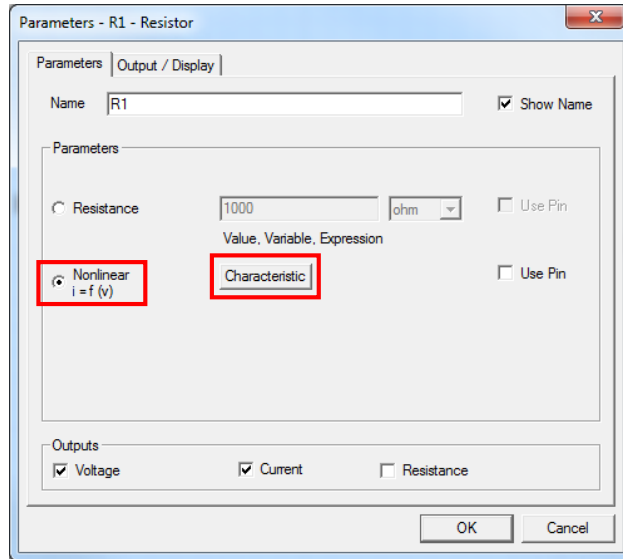 Parameters - R1 - Resistor
Parameters
Output / Display
Name
R1
Show Name
Parameters
Resistance
1000
ohm
Use Pin
Value, Variable, Expression
Nonlinear
i = f (v)
Characteristic
Use Pin
Outputs
Voltage
Current
Resistance
OK
Cancel